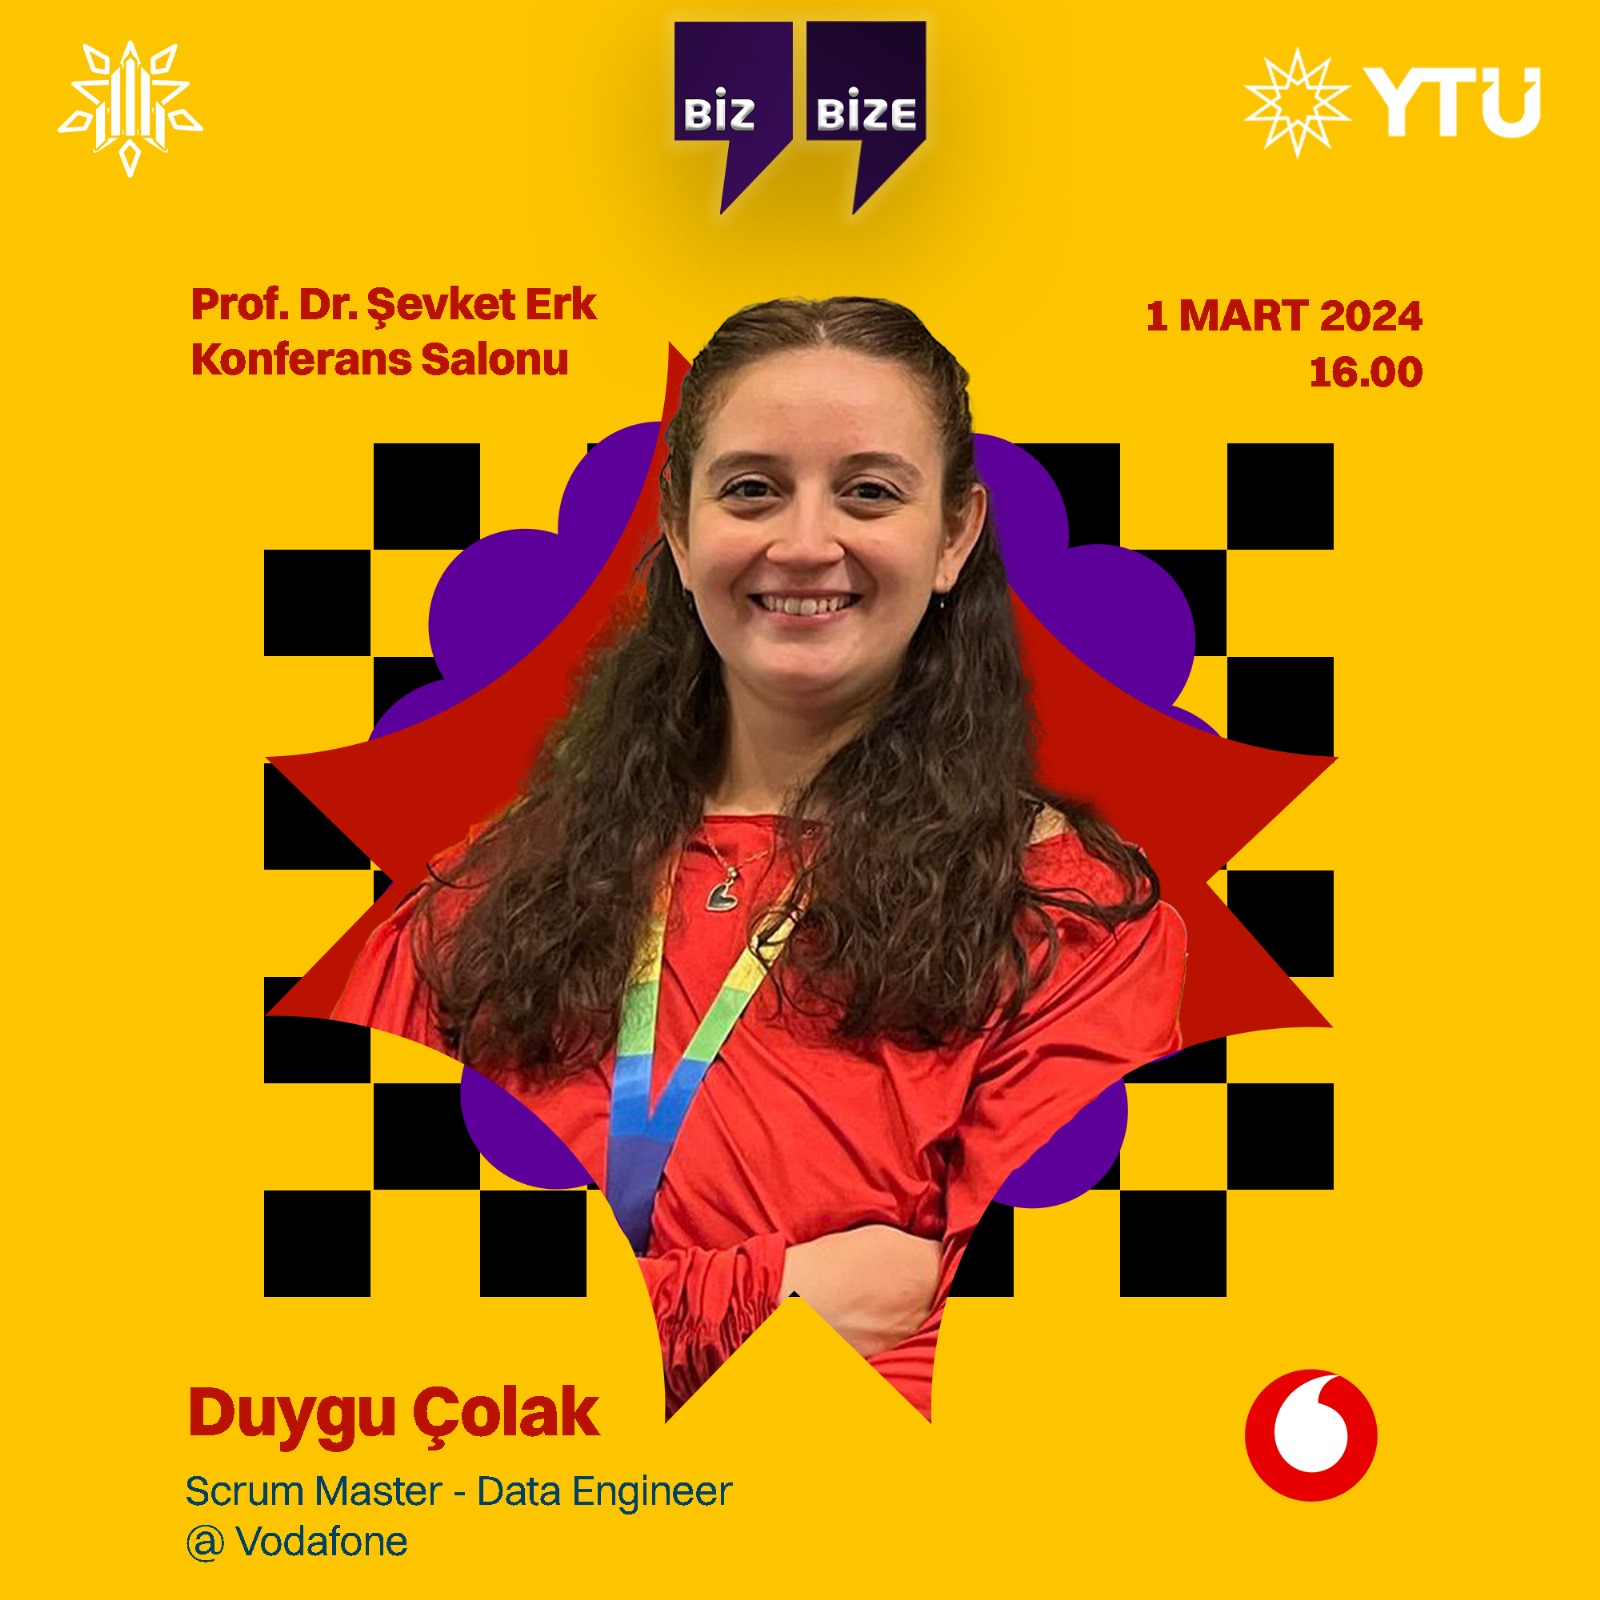 BİZ BİZE
YTÜ
Prof. Dr. Şevket Erk
Konferans Salonu
1 MART 2024
16.00
Duygu Çolak
Scrum Master - Data Engineer
@ Vodafone